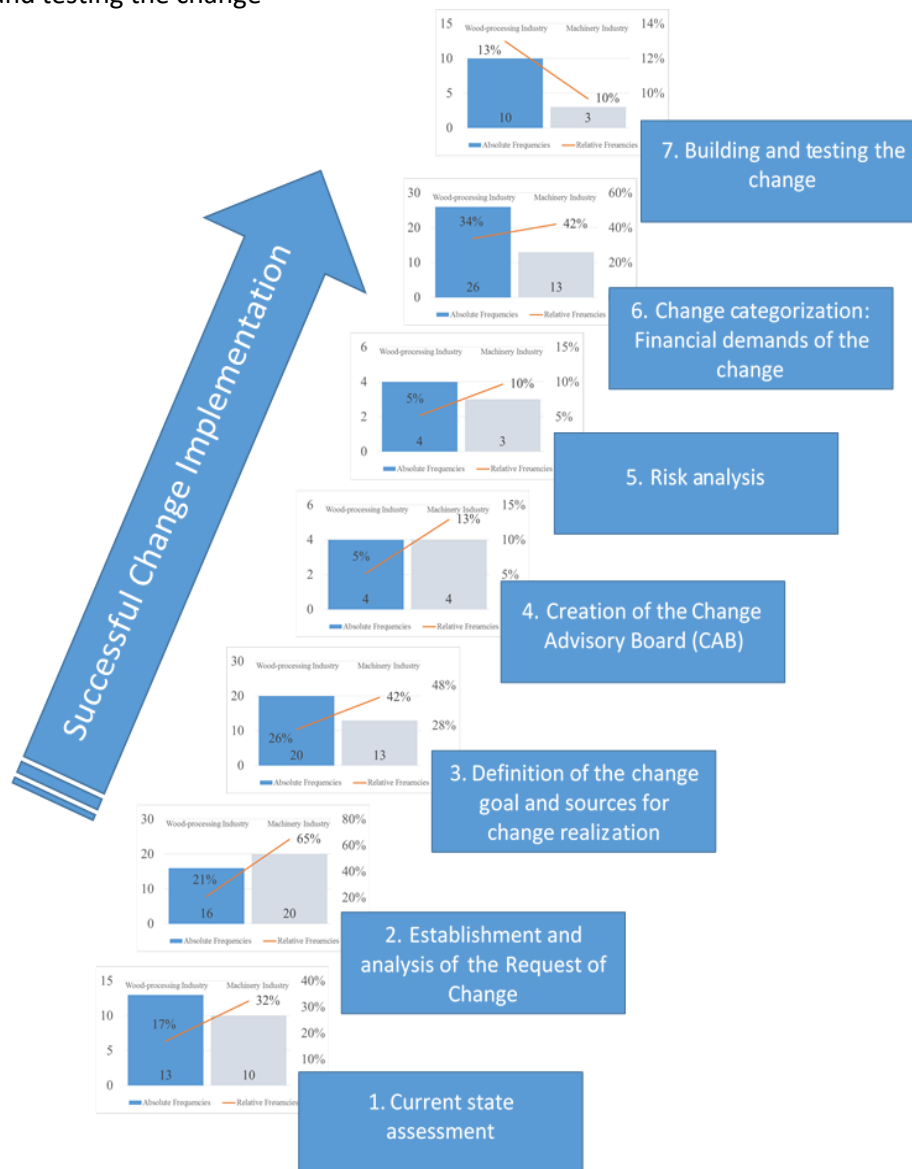 and testing the change
15
10
5
0
Wood-processing Industry
Machinery Industry
13%
10%
10
3
14%
12%
10%
Absolute Frequencies
Relative Freuencies
7. Building and testing the
change
30
20
10
0
Wood-processing Industry
Machinery Industry
34%
42%
26
13
60%
40%
20%
Absolute Frequencies
Relative Freuencies
6. Change categorization:
Financial demands of the
change
6
4
2
0
Wood-processing Industry
Machinery Industry
5%
10%
4
3
15%
10%
5%
Absolute Frequencies
Relative Freuencies
5. Risk analysis
6
4
2
0
Wood-processing Industry
Machinery Industry
5%
13%
4
4
15%
10%
5%
Absolute Frequencies
Relative Freuencies
4. Creation of the Change
Advisory Board (CAB)
30
20
10
0
Wood-processing Industry
Machinery Industry
26%
42%
20
13
48%
28%
Absolute Frequencies
Relative Freuencies
3. Definition of the change
goal and sources for
change realization
30
20
10
0
Wood-processing Industry
Machinery Industry
21%
65%
16
20
80%
60%
40%
20%
Absolute Frequencies
Relative Freuencies
2. Establishment and
analysis of the Request of
Change
15
10
5
0
Wood-processing Industry
Machinery Industry
17%
32%
13
10
40%
30%
20%
10%
Absolute Frequencies
Relative Freuencies
1. Current state
assessment
Successful Change Implementation